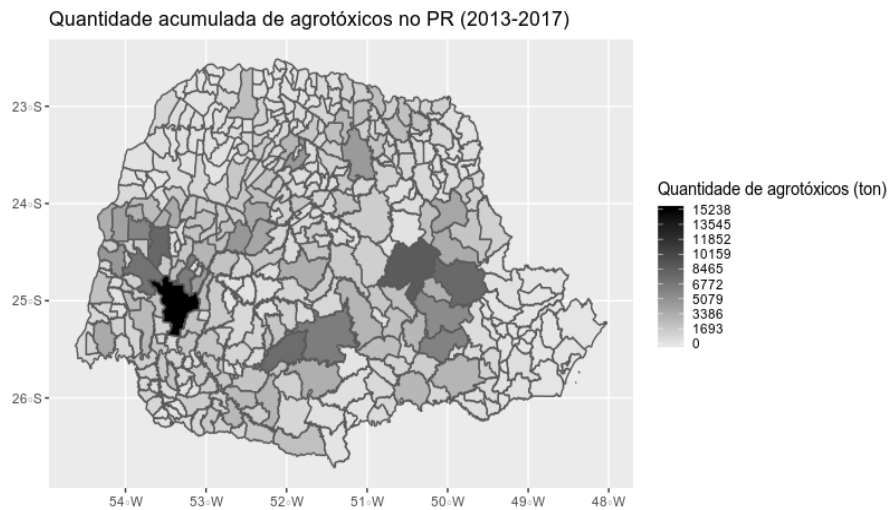 Quantidade acumulada de agrotóxicos no PR (2013-2017)
23◦S
24◦S
25◦S
26◦S
54◦W 53◦W 52◦W 51◦W 50◦W 49◦W 48◦W
Quantidade de agrotóxicos (ton)
15238
13545
11852
10159
8465
6772
5079
3386
1693
0